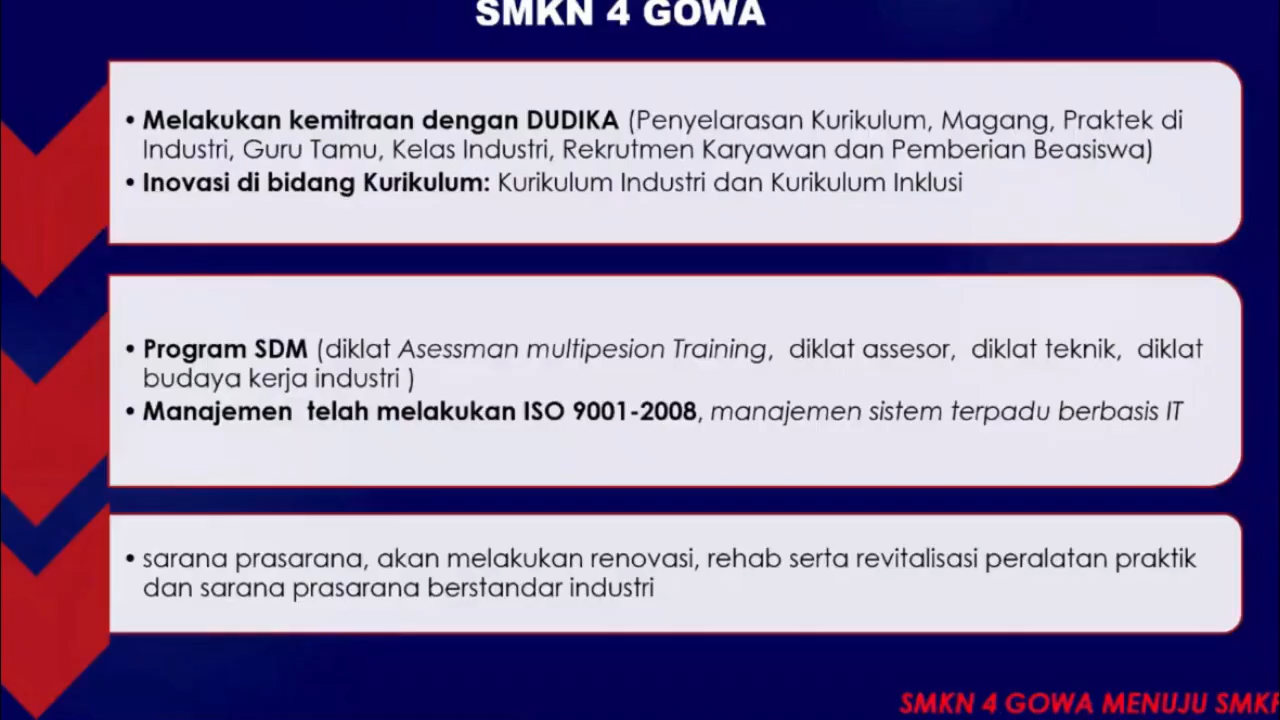 SMKN 4 GOWA
• Melakukan kemitraan dengan DUDIKA (Penyelarasan Kurikulum, Magang, Praktek di
Industri, Guru Tamu, Kelas Industri, Rekrutmen Karyawan dan Pemberian Beasiswa)
• Inovasi di bidang Kurikulum: Kurikulum Industri dan Kurikulum Inklusi
• Program SDM (diklat Asessman multipesion Training, diklat assesor, diklat teknik, diklat
budaya kerja industri )
• Manajemen telah melakukan ISO 9001-2008, manajemen sistem terpadu berbasis IT
• sarana prasarana, akan melakukan renovasi, rehab serta revitalisasi peralatan praktik
dan sarana prasarana berstandar industri
SMKN 4 GOWA MENUJU